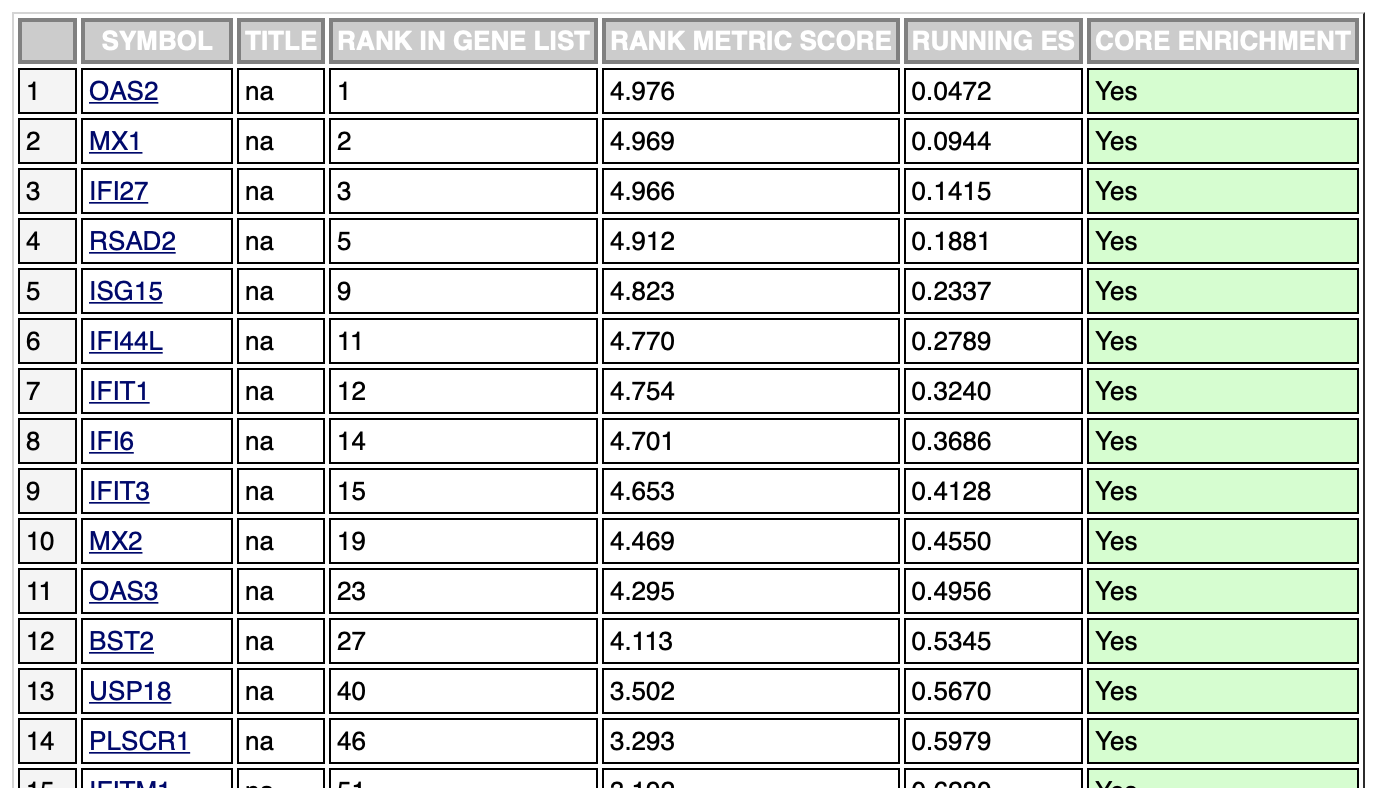 SYMBOL TITLE RANK IN GENE LIST RANK METRIC SCORE RUNNING ES CORE ENRICHMENT
1 OAS2 na 1 4.976 0.0472 Yes
2 MX1 na 2 4.969 0.0944 Yes
3 IFI27 na 3 4.966 0.1415 Yes
4 RSAD2 na 5 4.912 0.1881 Yes
5 ISG15 na 9 4.823 0.2337 Yes
6 IFI44L na 11 4.770 0.2789 Yes
7 IFIT1 na 12 4.754 0.3240 Yes
8 IFI6 na 14 4.701 0.3686 Yes
9 IFIT3 na 15 4.653 0.4128 Yes
10 MX2 na 19 4.469 0.4550 Yes
11 OAS3 na 23 4.295 0.4956 Yes
12 BST2 na 27 4.113 0.5345 Yes
13 USP18 na 40 3.502 0.5670 Yes
14 PLSCR1 na 46 3.293 0.5979 Yes
15 IFITM1 na 51 Yes